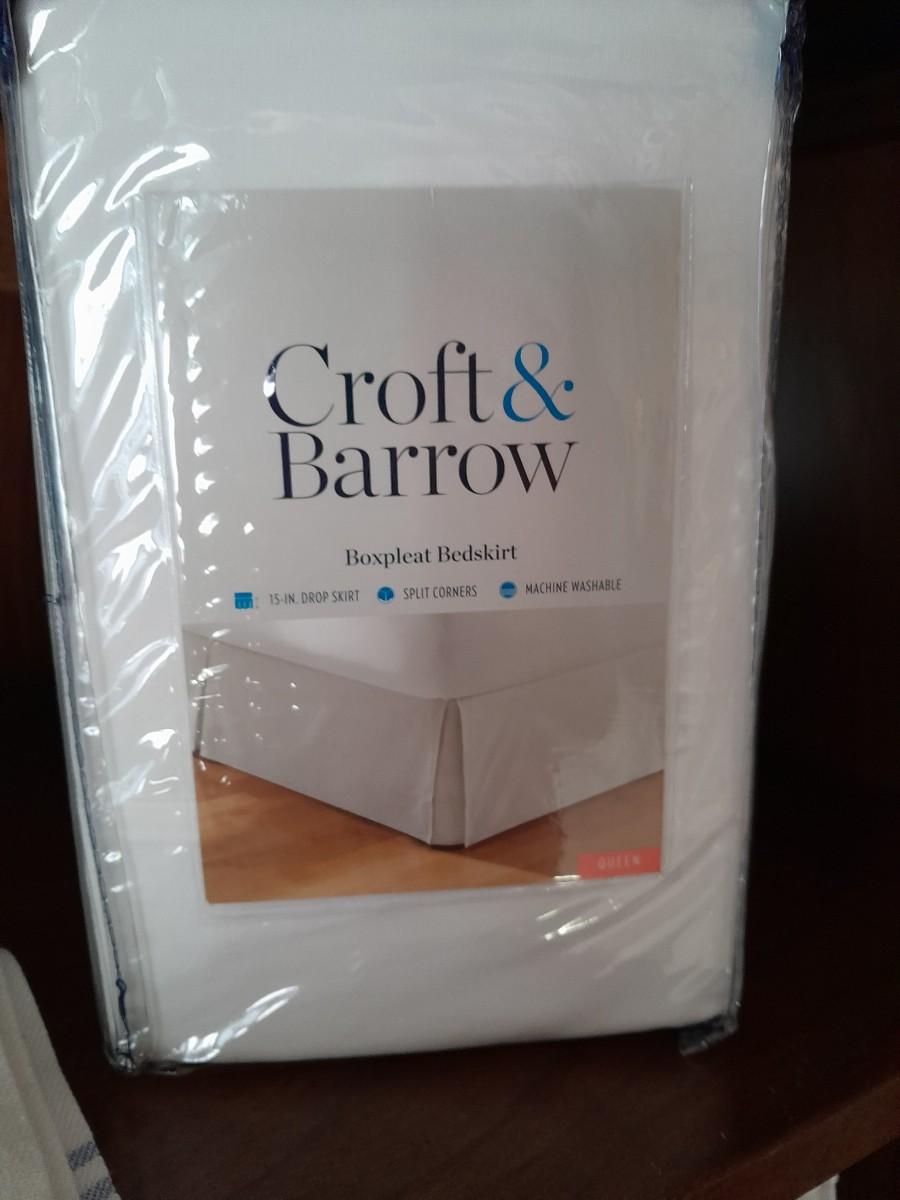 Croft &
Barrow
Boxpleat Bedskirt
15-IN. DROP SKIRT SPLIT CORNERS MACHINE WASHABLE
QUEEN